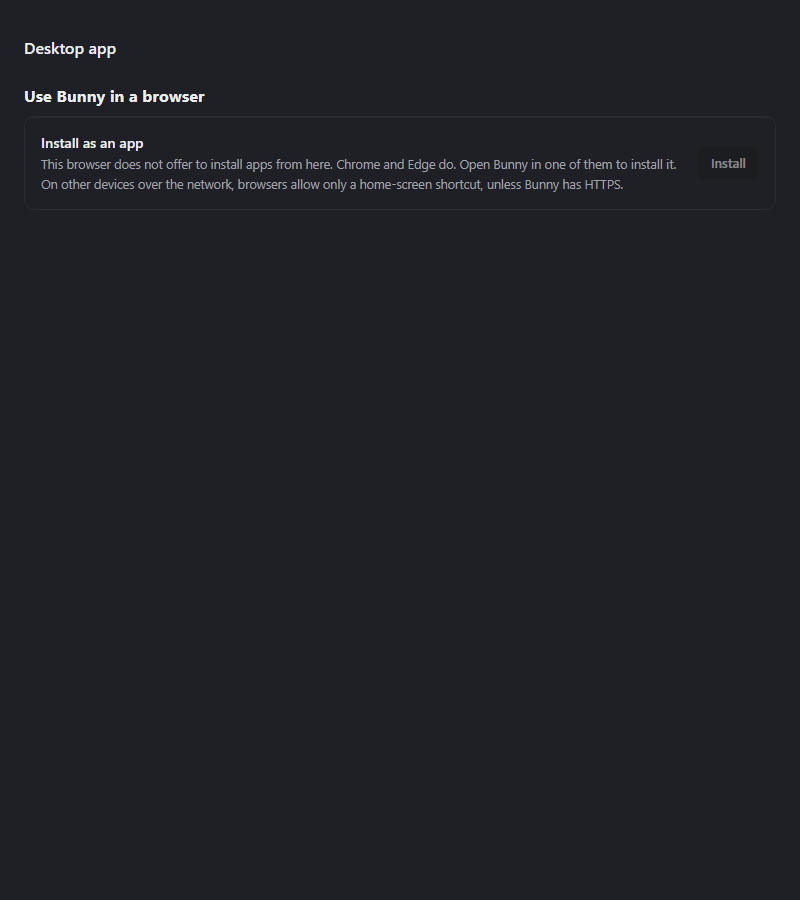 Desktop app
Use Bunny in a browser
Install as an app
This browser does not offer to install apps from here. Chrome and Edge do. Open Bunny in one of them to install it.
On other devices over the network, browsers allow only a home-screen shortcut, unless Bunny has HTTPS.
Install